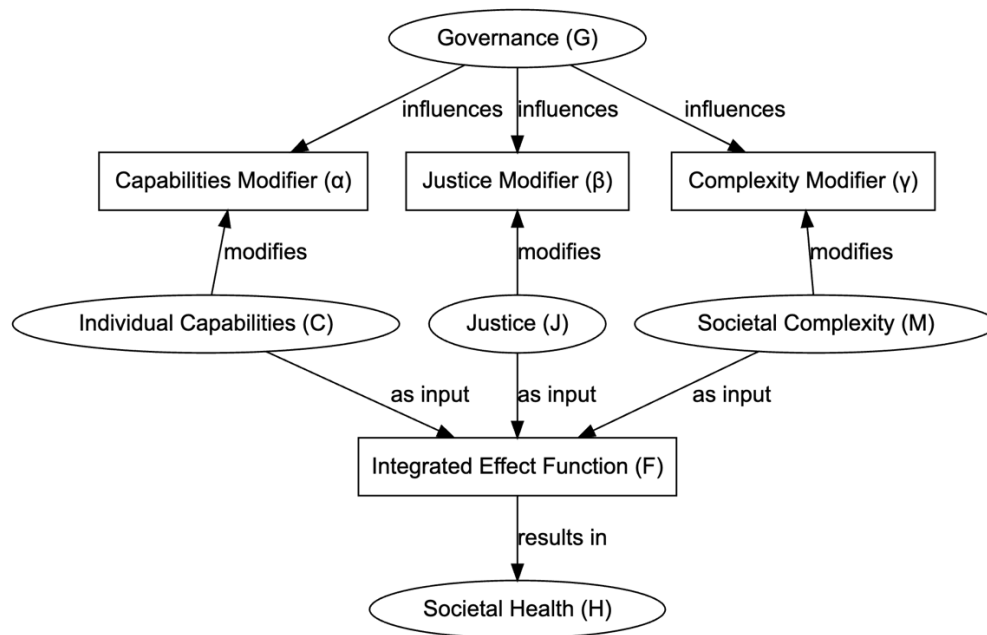 Governance (G)
influences influences influences
Capabilities Modifier (α) Justice Modifier (β) Complexity Modifier (γ)
modifies modifies modifies
Individual Capabilities (C) Justice (J) Societal Complexity (M)
as input as input as input
Integrated Effect Function (F)
results in
Societal Health (H)